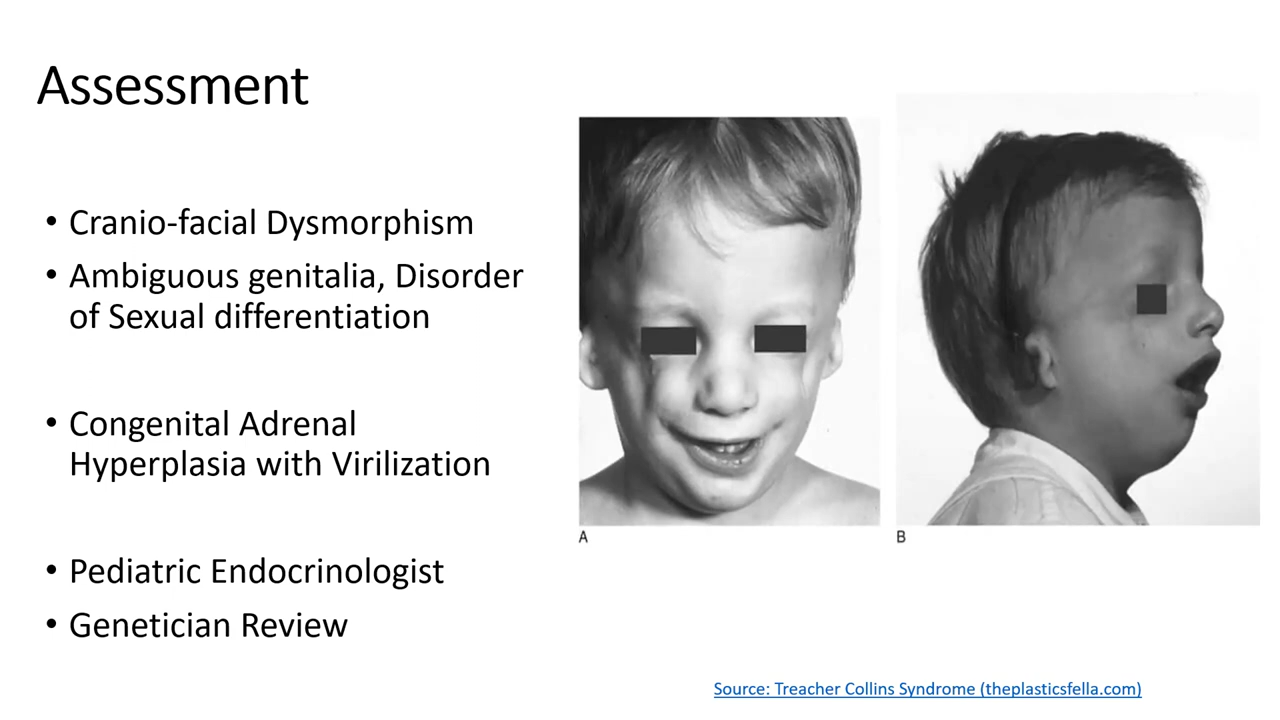 Assessment
• Cranio-facial Dysmorphism
• Ambiguous genitalia, Disorder
of Sexual differentiation
• Congenital Adrenal
Hyperplasia with Virilization
• Pediatric Endocrinologist
• Genetician Review
A
B
Source: Treacher Collins Syndrome (theplasticsfella.com)